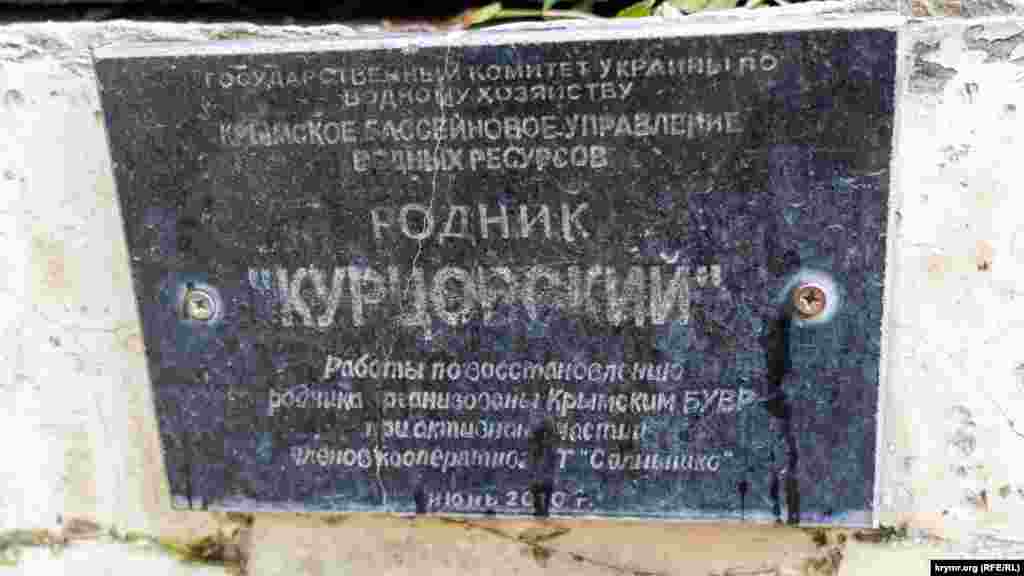 ГОСУДАРСТВЕННЫЙ КОМИТЕТ УКРАИНЫ ПО
ВОДНОМУ ХОЗЯЙСТВУ
КРЫМСКОЕ БАССЕЙНОВОЕ УПРАВЛЕНИЕ
ВОДНЫХ РЕСУРСОВ
РОДНИК
"КУРЦОВСКИЙ"
Работы по восстановлению
родника организованы Крымским БУВР
при активном участии
членов кооператива
июнь 2010 г.
krymr.org (RFE/RL)